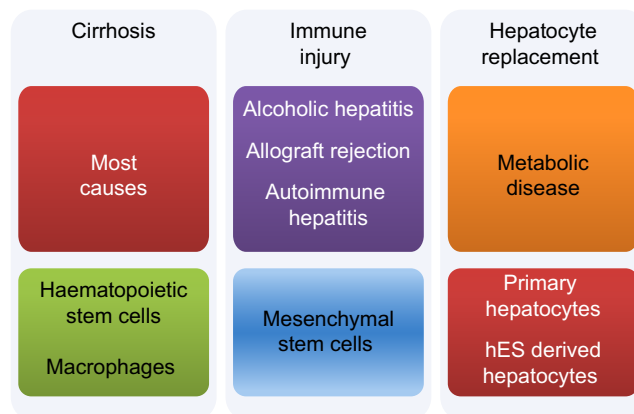 Cirrhosis
Most
causes
Haematopoietic
stem cells
Macrophages
Immune
injury
Alcoholic hepatitis
Allograft rejection
Autoimmune
hepatitis
Mesenchymal
stem cells
Hepatocyte
replacement
Metabolic
disease
Primary
hepatocytes
hES derived
hepatocytes